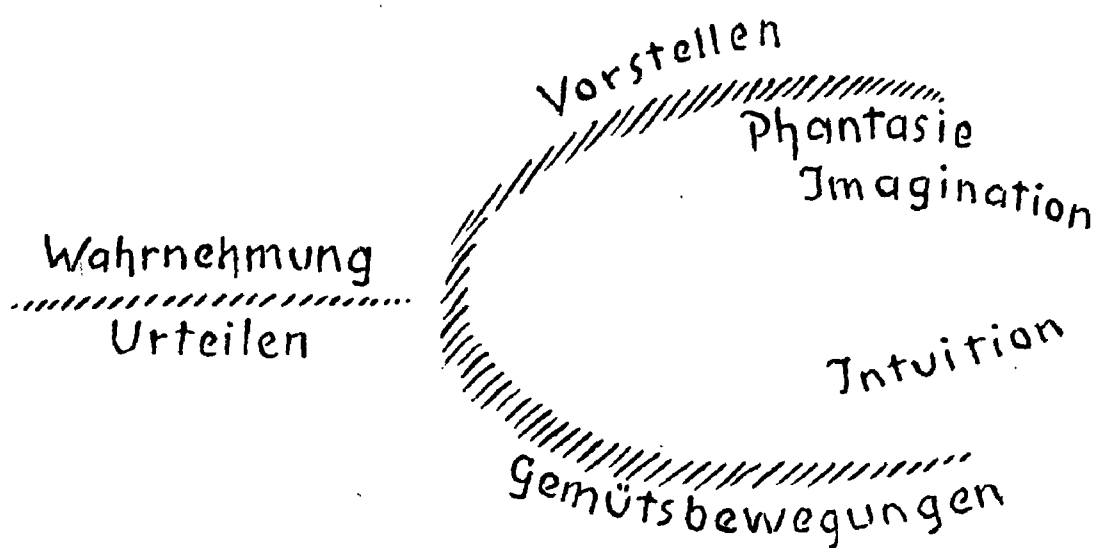 Vorstellen
Phantasie
Imagination
Wahrnehmung
Urteilen
Intuition
Gemütsbewegungen